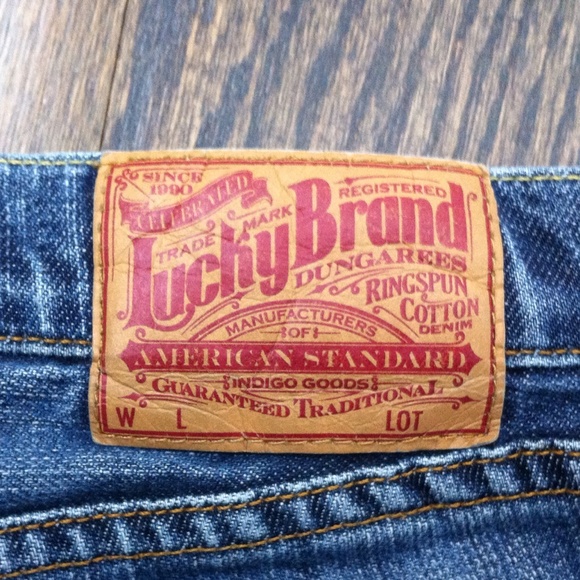 SINCE
1990
CELEBRATED
REGISTERED
TRADE MARK
Lucky Brand
DUNGAREES
RINGSPUN
COTTON
DENIM
MANUFACTURERS
OF
AMERICAN STANDARD
INDIGO GOODS
GUARANTEED TRADITIONAL
W L LOT